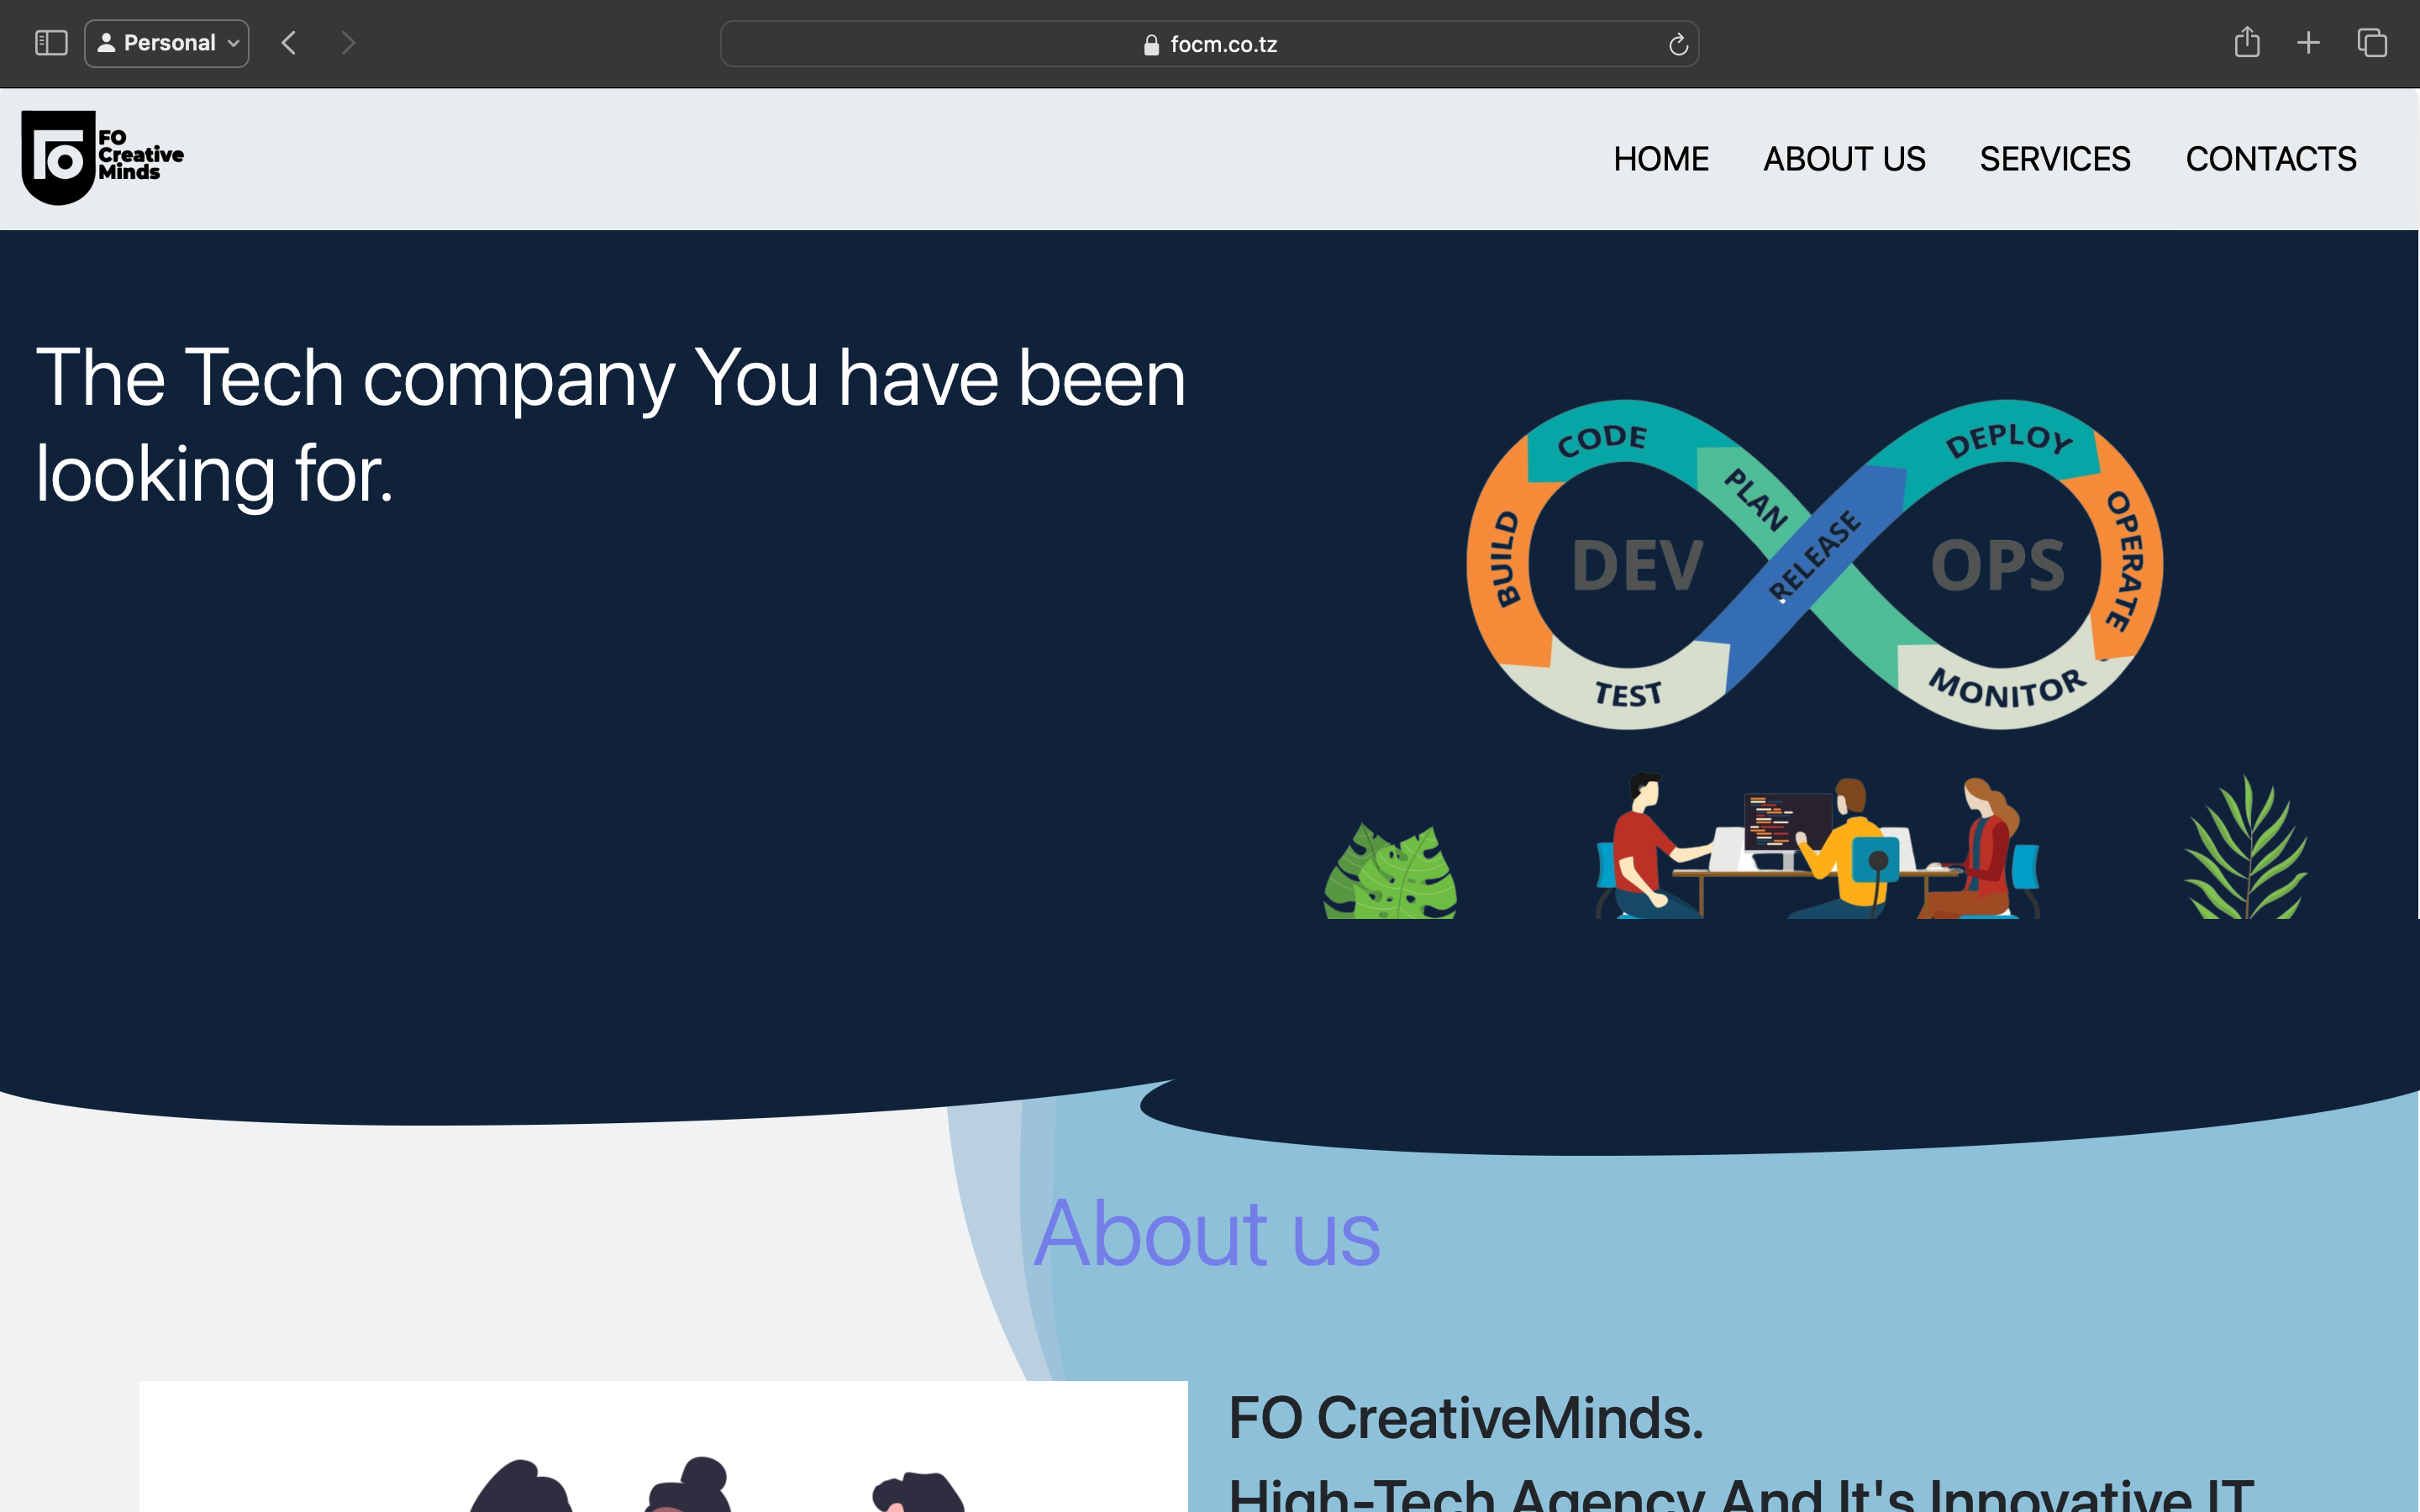 Personal
focm.co.tz
FO
Creative
Minds
HOME ABOUT US SERVICES CONTACTS
The Tech company You have been
looking for.
CODE
PLAN
BUILD
DEV
TEST
RELEASE
DEPLOY
OPS
OPERATE
MONITOR
About us
FO CreativeMinds.
High-Tech Agency And It's Innovative IT